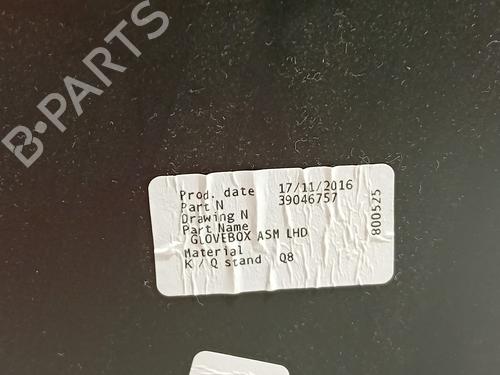 B-PARTS
Prod. date 17/11/2016
Part N 39046757
Drawing N
Part Name
GLOVEBOX ASM LHD
Material
K / Q stand Q8
800525